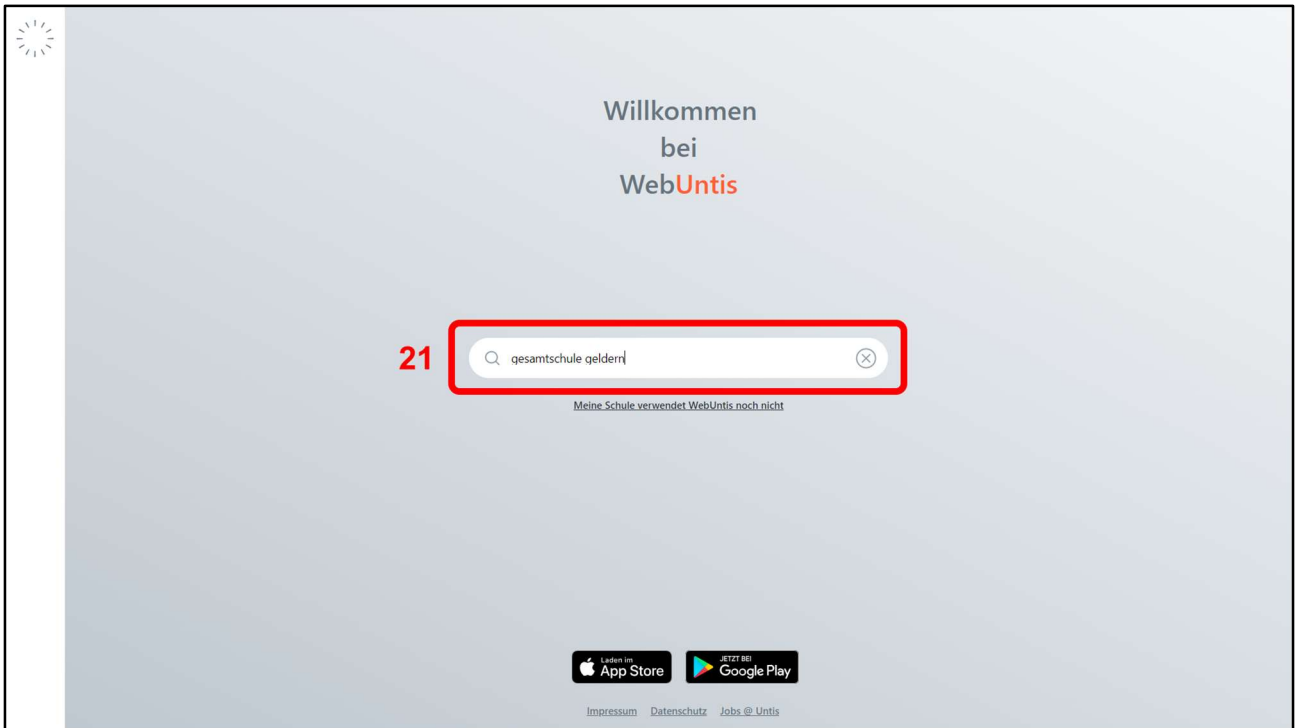 Willkommen
bei
WebUntis
21
gesamtschule geldern
Meine Schule verwendet WebUntis noch nicht
Laden im
App Store
JETZT BEI
Google Play
Impressum Datenschutz Jobs @ Untis